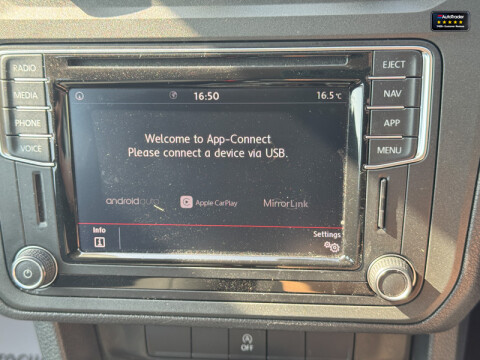 AutoTrader
RADIO
EJECT
MEDIA
NAV
PHONE
APP
VOICE
MENU
16:50
16.5 °C
Welcome to App-Connect
Please connect a device via USB.
androidauto
Apple CarPlay
MirrorLink
Info
Settings
OFF